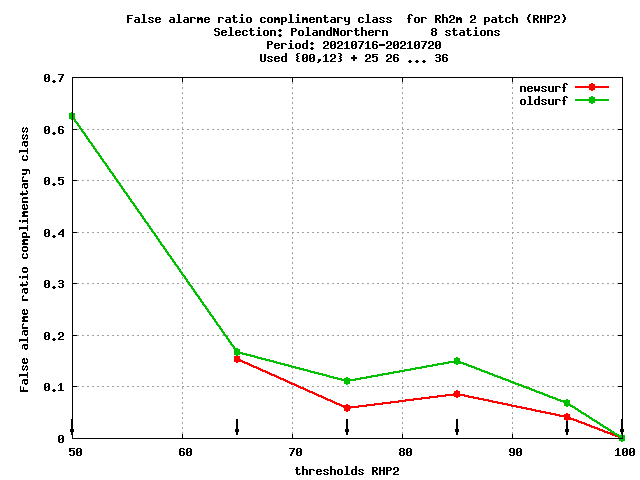 False alarme ratio complimentary class  for Rh2m 2 patch (RHP2)
Selection: PolandNorthern      8 stations
Period: 20210716-20210720
Used {00,12} + 25 26 ... 36
newsurf
oldsurf
False alarme ratio complimentary class
0.7
0.6
0.5
0.4
0.3
0.2
0.1
0
50 60 70 80 90 100
thresholds RHP2